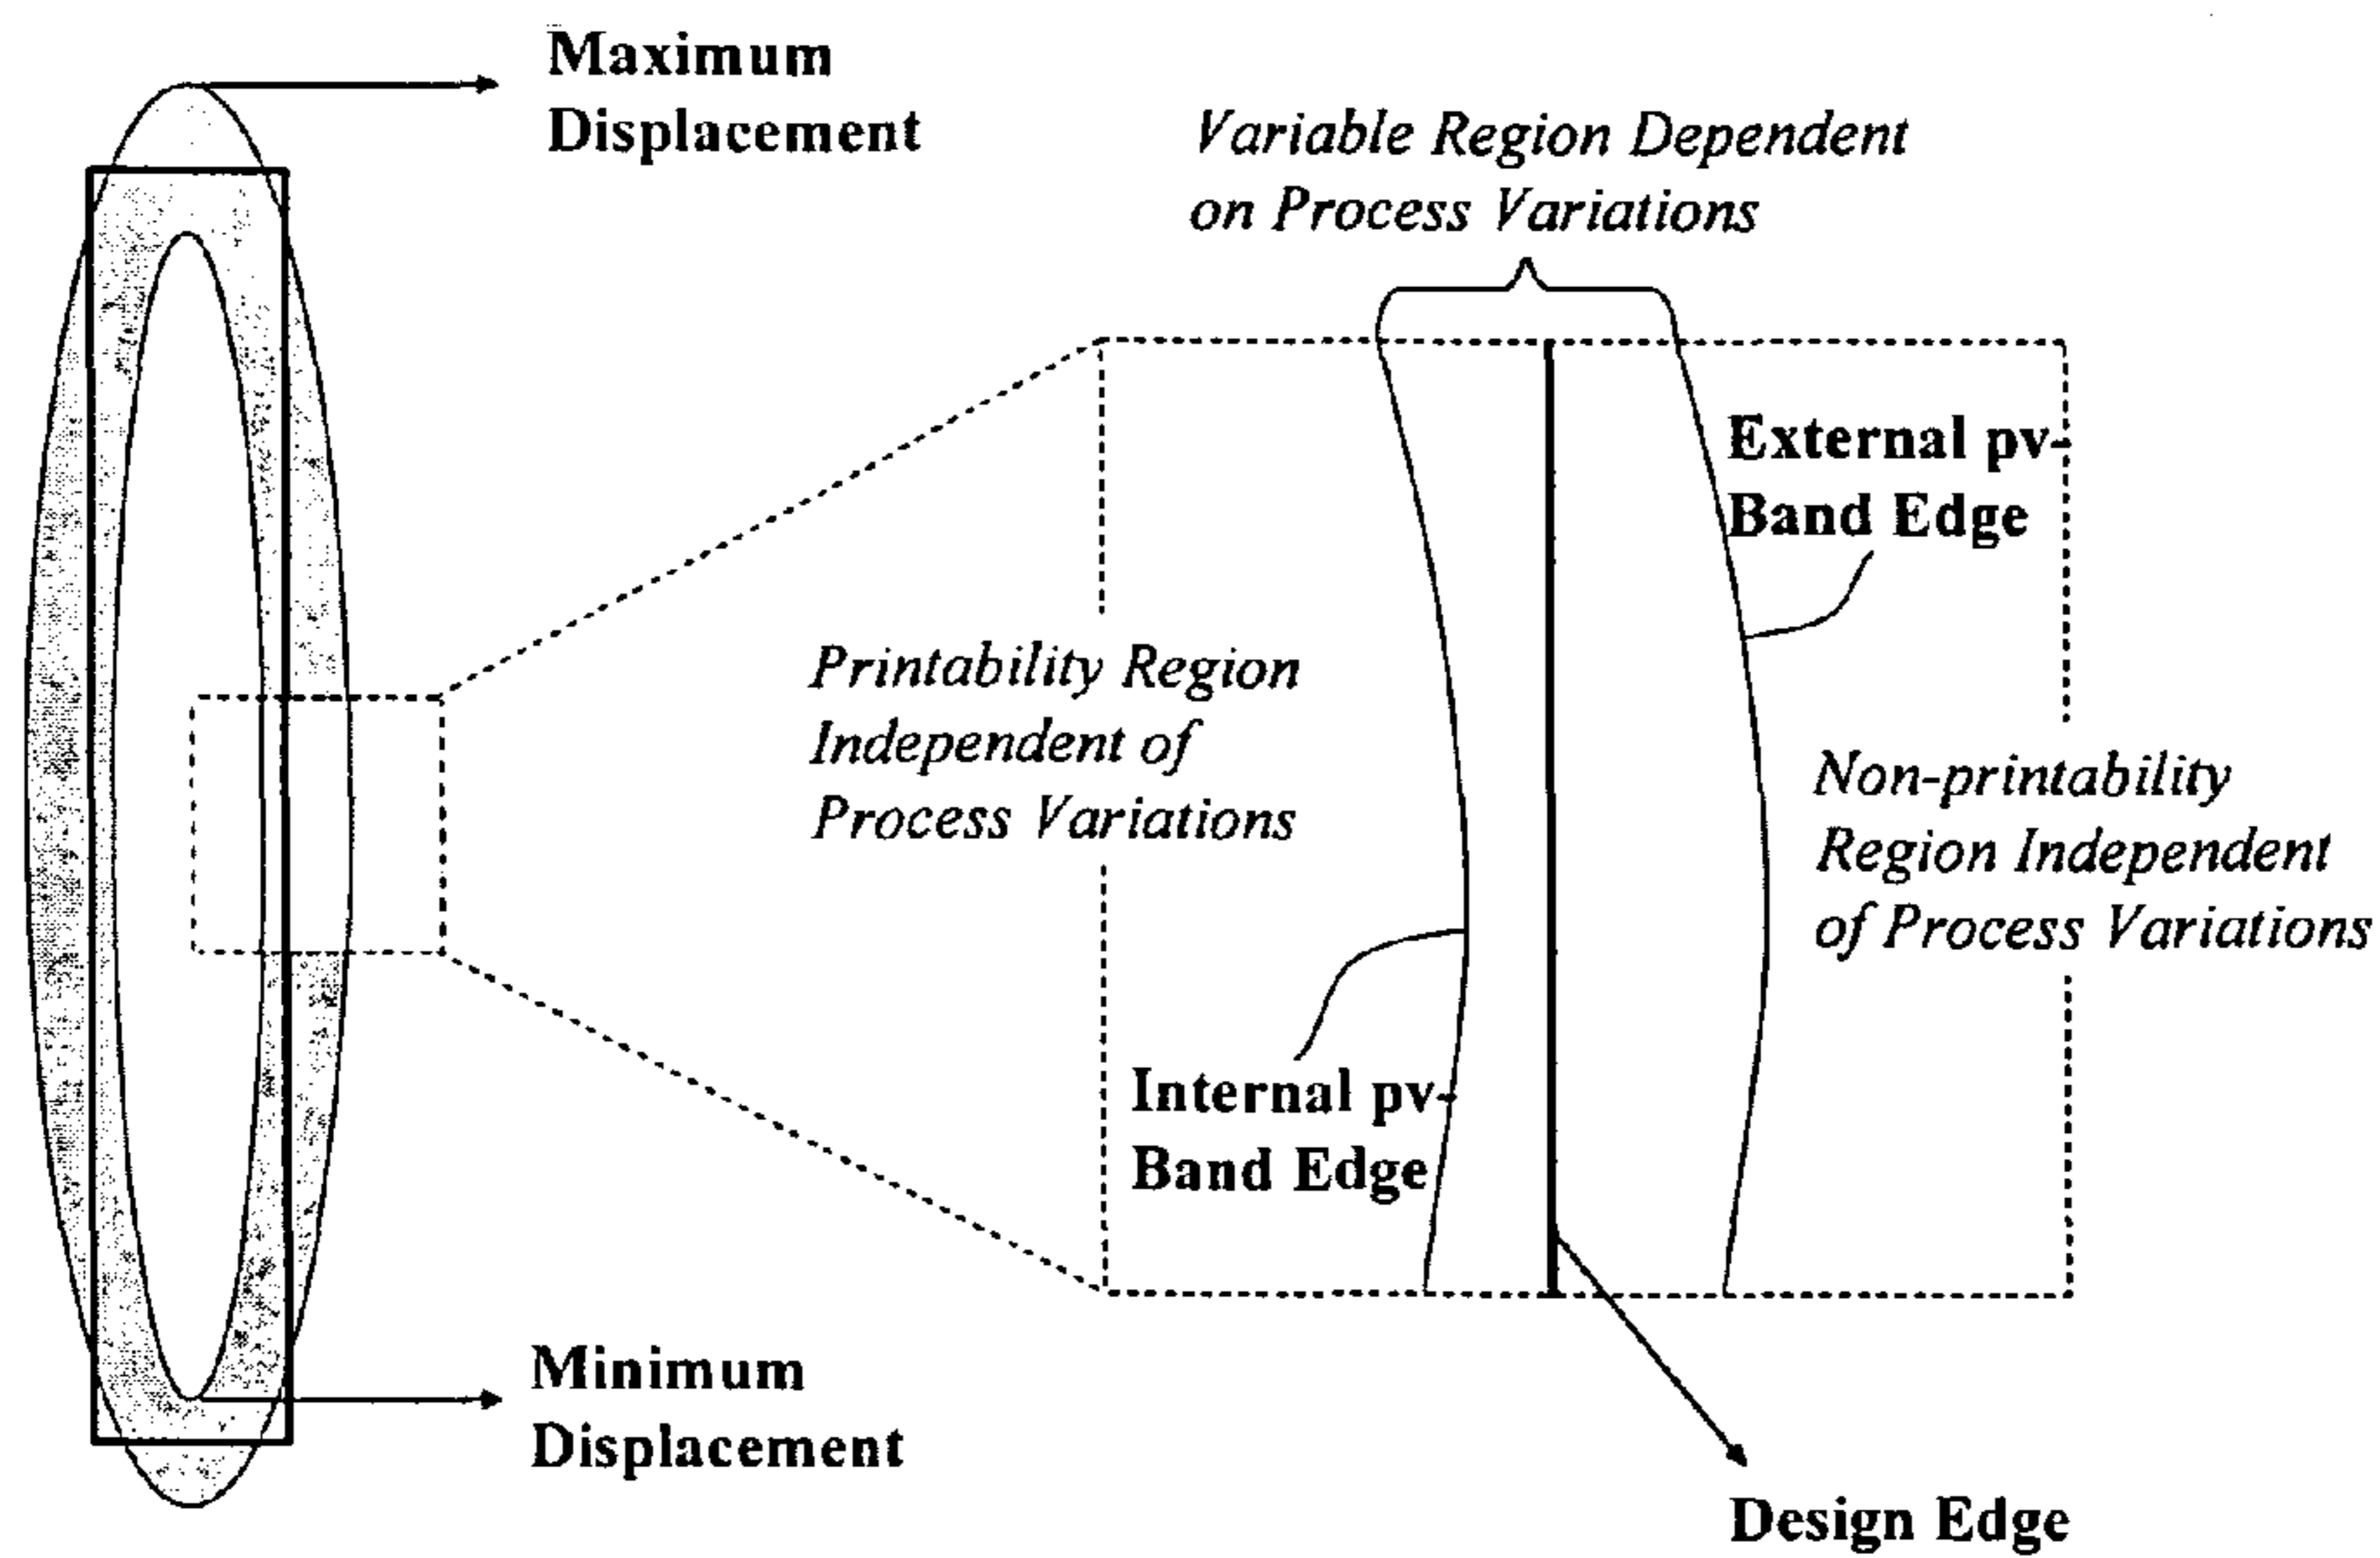 Maximum
Displacement
Variable Region Dependent
on Process Variations
External pv-
Band Edge
Printability Region
Independent of
Process Variations
Non-printability
Region Independent
of Process Variations
Internal pv-
Band Edge
Minimum
Displacement
Design Edge